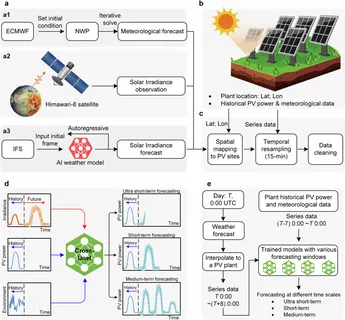 a
a1
ECMWF
Set initial
condition
NWP
Iterative
solve
Meteorological forecast
a2
Himawari-8 satellite
Solar Irradiance
observation
a3
IFS
Input initial
frame
Autoregressive
AI weather model
Solar Irradiance
forecast
b
• Plant location: Lat; Lon
• Historical PV power & meteorological data
c
Lat; Lon
Series data
Spatial
mapping
to PV sites
Temporal
resampling
(15-min)
Data
cleaning
d
Irradiance
History
Future
Time
PV power
History
Time
Environment
History
Time
Cross-
Unet
Ultra short-term forecasting
PV power
History
Time
Short-term forecasting
PV power
History
Time
Medium-term forecasting
PV power
History
Time
e
Day: T,
0:00 UTC
Weather
forecast
Interpolate to
a PV plant
Series data
T 0:00
~(T+8) 0:00
Plant historical PV power
and meteorological data
Series data
(T-7) 0:00 ~T 0:00
Trained models with various
forecasting windows
Forecasting at different time scales
• Ultra short-term
• Short-term
• Medium-term